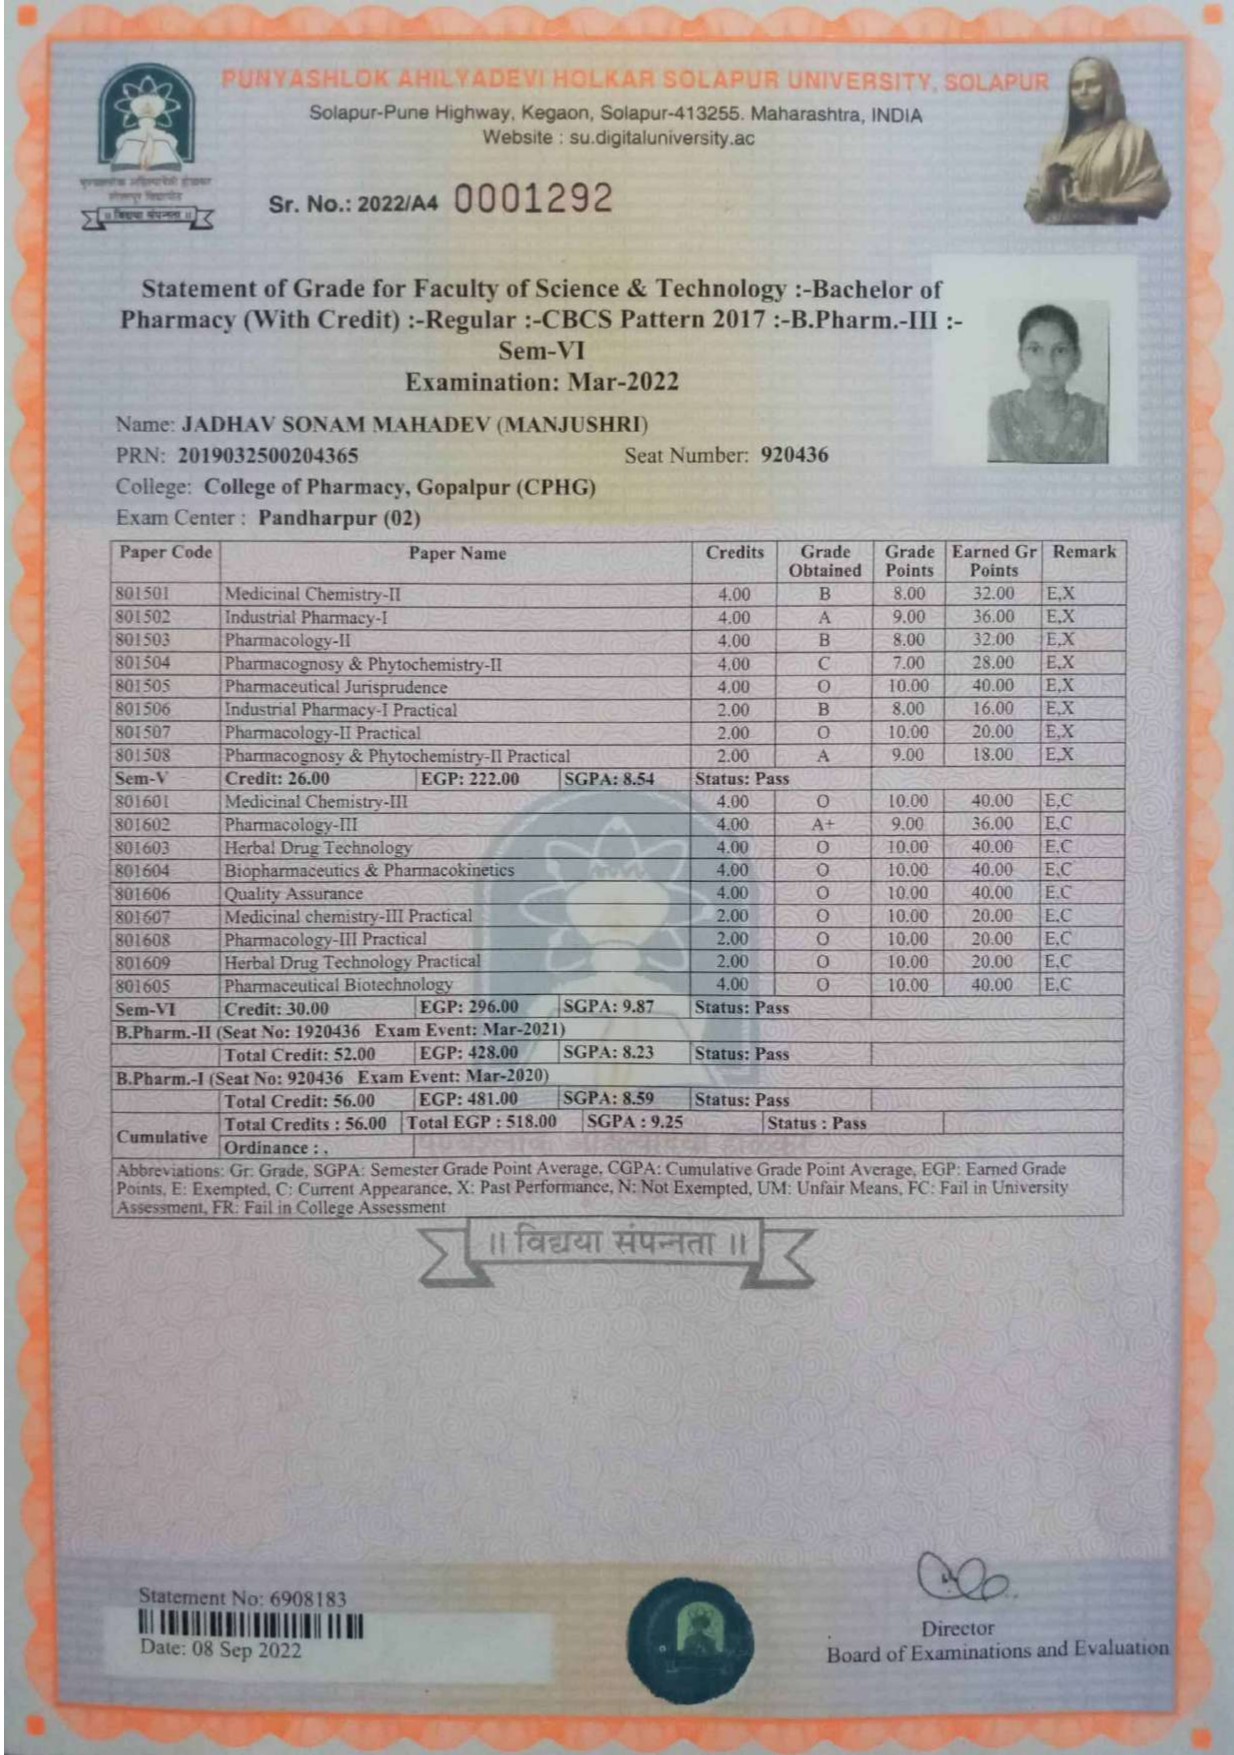 PUNYASHLOK AHILYADEVI HOLKAR SOLAPUR UNIVERSITY, SOLAPUR
Solapur-Pune Highway, Kegaon, Solapur-413255. Maharashtra, INDIA
Website : su.digitaluniversity.ac
पुण्यश्लोक अहिल्यादेवी होळकर
सोलापूर विद्यापीठ
॥ विद्यया संपन्नता ॥
Sr. No.: 2022/A4 0001292
Statement of Grade for Faculty of Science & Technology :-Bachelor of
Pharmacy (With Credit) :-Regular :-CBCS Pattern 2017 :-B.Pharm.-III :-
Sem-VI
Examination: Mar-2022
Name: JADHAV SONAM MAHADEV (MANJUSHRI)
PRN: 2019032500204365 Seat Number: 920436
College: College of Pharmacy, Gopalpur (CPHG)
Exam Center : Pandharpur (02)
Paper Code Paper Name Credits Grade Obtained Grade Points Earned Gr Points Remark
801501 Medicinal Chemistry-II 4.00 B 8.00 32.00 E,X
801502 Industrial Pharmacy-I 4.00 A 9.00 36.00 E,X
801503 Pharmacology-II 4.00 B 8.00 32.00 E,X
801504 Pharmacognosy & Phytochemistry-II 4.00 C 7.00 28.00 E,X
801505 Pharmaceutical Jurisprudence 4.00 O 10.00 40.00 E,X
801506 Industrial Pharmacy-I Practical 2.00 B 8.00 16.00 E,X
801507 Pharmacology-II Practical 2.00 O 10.00 20.00 E,X
801508 Pharmacognosy & Phytochemistry-II Practical 2.00 A 9.00 18.00 E,X
Sem-V Credit: 26.00 EGP: 222.00 SGPA: 8.54 Status: Pass
801601 Medicinal Chemistry-III 4.00 O 10.00 40.00 E,C
801602 Pharmacology-III 4.00 A+ 9.00 36.00 E,C
801603 Herbal Drug Technology 4.00 O 10.00 40.00 E,C
801604 Biopharmaceutics & Pharmacokinetics 4.00 O 10.00 40.00 E,C
801606 Quality Assurance 4.00 O 10.00 40.00 E,C
801607 Medicinal chemistry-III Practical 2.00 O 10.00 20.00 E,C
801608 Pharmacology-III Practical 2.00 O 10.00 20.00 E,C
801609 Herbal Drug Technology Practical 2.00 O 10.00 20.00 E,C
801605 Pharmaceutical Biotechnology 4.00 O 10.00 40.00 E,C
Sem-VI Credit: 30.00 EGP: 296.00 SGPA: 9.87 Status: Pass
B.Pharm.-II (Seat No: 1920436 Exam Event: Mar-2021)
Total Credit: 52.00 EGP: 428.00 SGPA: 8.23 Status: Pass
B.Pharm.-I (Seat No: 920436 Exam Event: Mar-2020)
Total Credit: 56.00 EGP: 481.00 SGPA: 8.59 Status: Pass
Cumulative Total Credits : 56.00 Total EGP : 518.00 SGPA : 9.25 Status : Pass
Ordinance : ,
Abbreviations: Gr: Grade, SGPA: Semester Grade Point Average, CGPA: Cumulative Grade Point Average, EGP: Earned Grade
Points, E: Exempted, C: Current Appearance, X: Past Performance, N: Not Exempted, UM: Unfair Means, FC: Fail in University
Assessment, FR: Fail in College Assessment
॥ विद्यया संपन्नता ॥
Statement No: 6908183
Date: 08 Sep 2022
Director
Board of Examinations and Evaluation